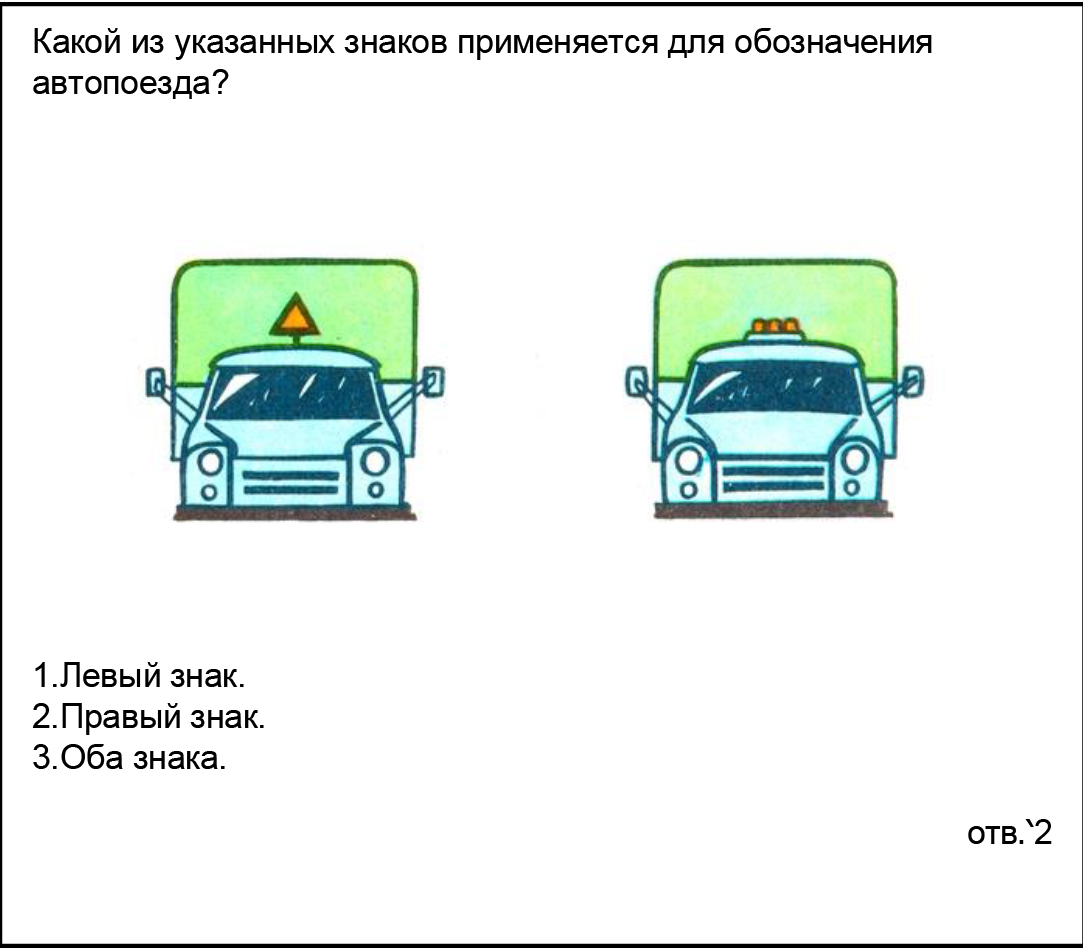 Какой из указанных знаков применяется для обозначения
автопоезда?
1.Левый знак.
2.Правый знак.
3.Оба знака.
отв.`2